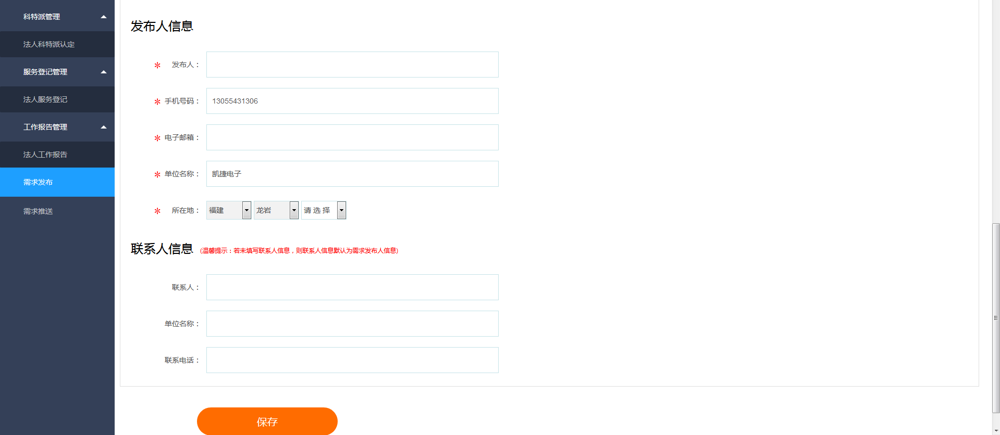 科特派管理
法人科特派认定
服务登记管理
法人服务登记
工作报告管理
法人工作报告
需求发布
需求推送
发布人信息
* 发布人：
* 手机号码： 13055431306
* 电子邮箱：
* 单位名称： 凯捷电子
* 所在地： 福建 龙岩 请 选 择
联系人信息 (温馨提示：若未填写联系人信息，则联系人信息默认为需求发布人信息)
联系人：
单位名称：
联系电话：
保存